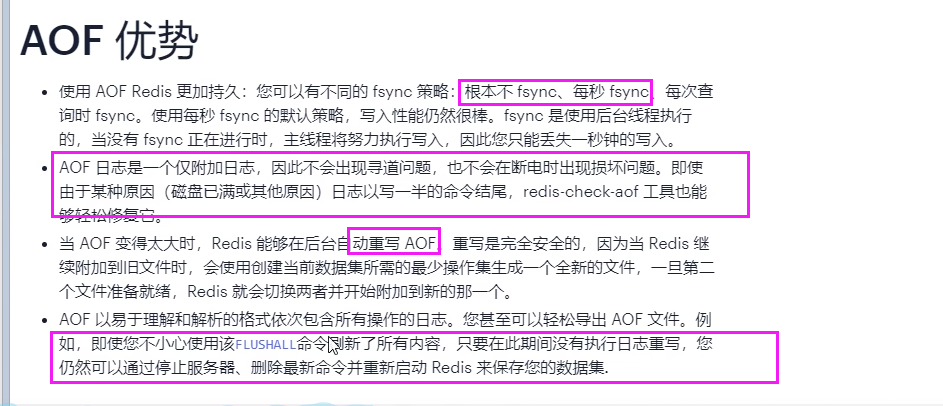 AOF 优势
使用 AOF Redis 更加持久：您可以有不同的 fsync 策略：根本不 fsync、每秒 fsync、每次查
询时 fsync。使用每秒 fsync 的默认策略，写入性能仍然很棒。fsync 是使用后台线程执行
的，当没有 fsync 正在进行时，主线程将努力执行写入，因此您只能丢失一秒钟的写入。
AOF 日志是一个仅附加日志，因此不会出现寻道问题，也不会在断电时出现损坏问题。即使
由于某种原因（磁盘已满或其他原因）日志以写一半的命令结尾，redis-check-aof 工具也能
够轻松修复它。
当 AOF 变得太大时，Redis 能够在后台自动重写 AOF。重写是完全安全的，因为当 Redis 继
续附加到旧文件时，会使用创建当前数据集所需的最少操作集生成一个全新的文件，一旦第二
个文件准备就绪，Redis 就会切换两者并开始附加到新的那一个。
AOF 以易于理解和解析的格式依次包含所有操作的日志。您甚至可以轻松导出 AOF 文件。例
如，即使您不小心使用该FLUSHALL命令刷新了所有内容，只要在此期间没有执行日志重写，您
仍然可以通过停止服务器、删除最新命令并重新启动 Redis 来保存您的数据集.